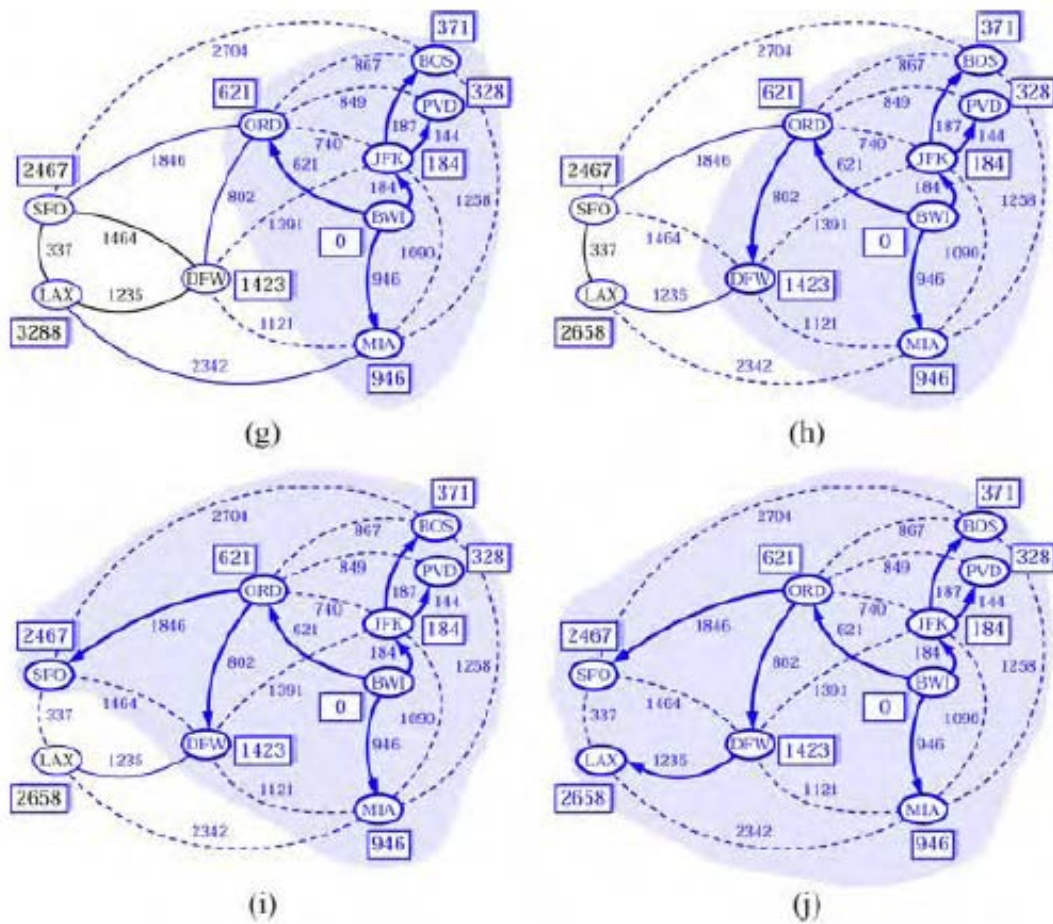 371
2704
BOS
867
328
621
849
PVD
ORD
187
144
740
JFK
1846
184
2467
621
802
184
1258
SFO
1391
BWI
1464
0
337
1090
DFW
946
LAX
1235
1423
3288
1121
MIA
2342
946
(g)
371
2704
BOS
867
328
621
849
PVD
ORD
187
144
740
JFK
1846
184
2467
621
802
184
1258
SFO
1391
BWI
1464
0
337
1090
DFW
946
LAX
1235
1423
2658
1121
MIA
2342
946
(h)
371
2704
BOS
867
328
621
849
PVD
ORD
187
144
740
JFK
1846
184
2467
621
802
184
1258
SFO
1391
BWI
1464
0
337
1090
DFW
946
LAX
1235
1423
2658
1121
MIA
2342
946
(i)
371
2704
BOS
867
328
621
849
PVD
ORD
187
144
740
JFK
1846
184
2467
621
802
184
1258
SFO
1391
BWI
1464
0
337
1090
DFW
946
LAX
1235
1423
2658
1121
MIA
2342
946
(j)